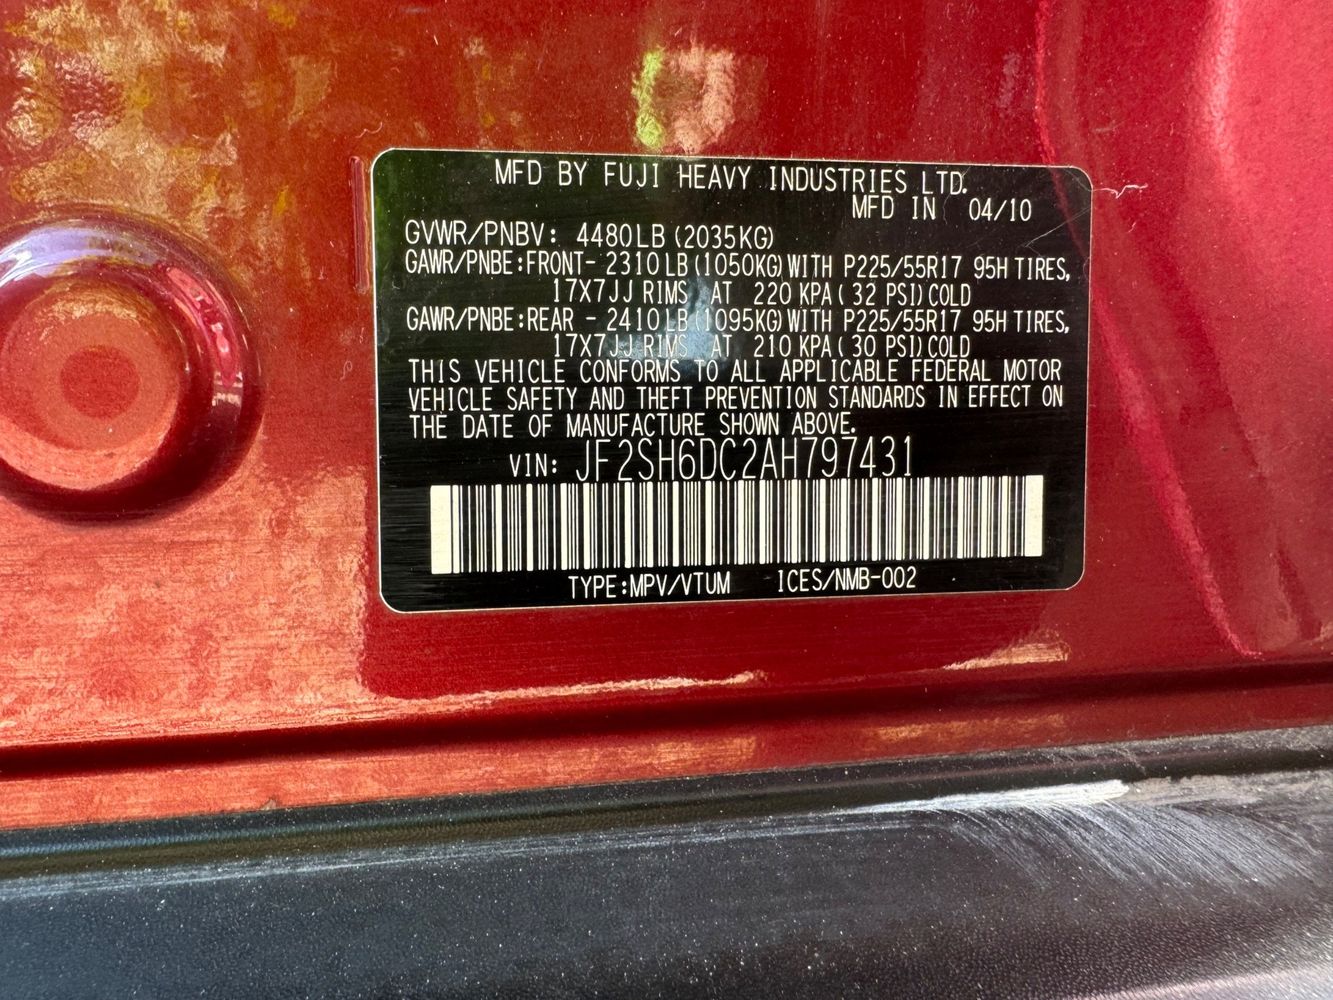 MFD BY FUJI HEAVY INDUSTRIES LTD.
MFD IN 04/10
GVWR/PNBV: 4480LB (2035KG)
GAWR/PNBE:FRONT- 2310LB (1050KG) WITH P225/55R17 95H TIRES,
17X7JJ RIMS AT 220 KPA ( 32 PSI) COLD
GAWR/PNBE:REAR - 2410LB (1095KG) WITH P225/55R17 95H TIRES,
17X7JJ RIMS AT 210 KPA ( 30 PSI) COLD
THIS VEHICLE CONFORMS TO ALL APPLICABLE FEDERAL MOTOR
VEHICLE SAFETY AND THEFT PREVENTION STANDARDS IN EFFECT ON
THE DATE OF MANUFACTURE SHOWN ABOVE.
VIN: JF2SH6DC2AH797431
TYPE:MPV/VTUM ICES/NMB-002